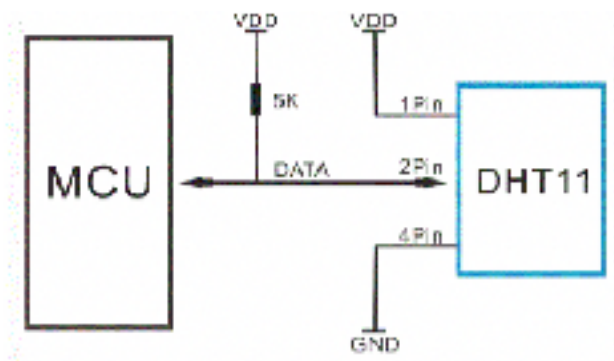 VDD
VDD
5K
1Pin
MCU
DATA
2Pin
DHT11
4Pin
GND